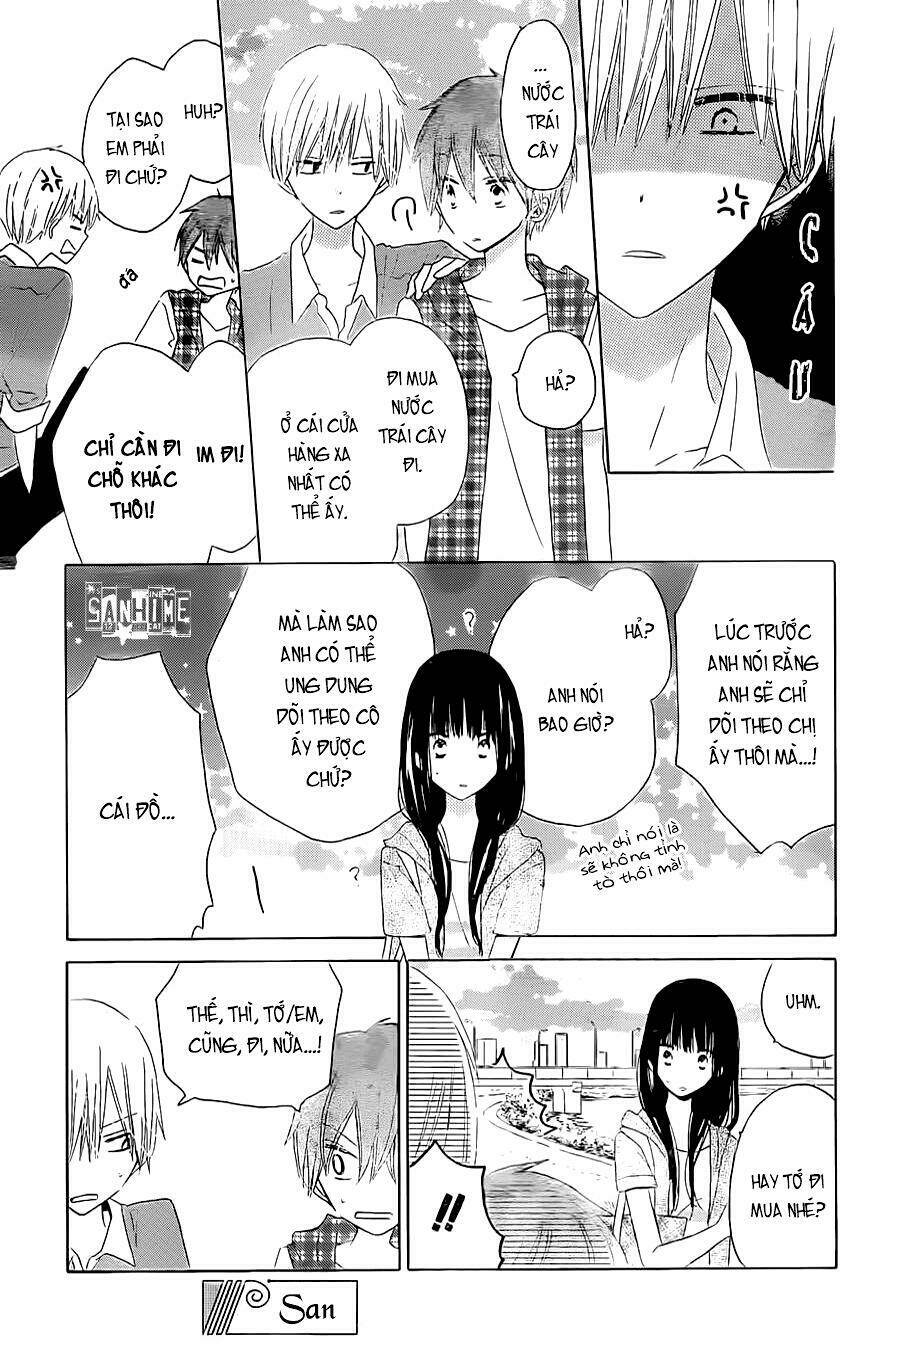 CÁU
...
NƯỚC
TRÁI
CÂY
HẢ?
ĐI MUA
NƯỚC
TRÁI CÂY
ĐI.
Ở CÁI CỬA
HÀNG XA
NHẤT CÓ
THỂ ẤY.
HUH?
TẠI SAO
EM PHẢI
ĐI CHỨ?
đá
IM ĐI!
CHỈ CẦN ĐI
CHỖ KHÁC
THÔI!
LÚC TRƯỚC
ANH NÓI RẰNG
ANH SẼ CHỈ
DÕI THEO CHỊ
ẤY THÔI MÀ...!
HẢ?
ANH NÓI
BAO GIỜ?
Anh chỉ nói là
sẽ không tỉnh
tò thôi mà!
?
MÀ LÀM SAO
ANH CÓ THỂ
UNG DUNG
DÕI THEO CÔ
ẤY ĐƯỢC
CHỨ?
?
CÁI ĐỒ...
SANHIME
UHM.
HAY TỚ ĐI
MUA NHÉ?
!!
THẾ, THÌ, TỚ/EM,
CŨNG, ĐI, NỮA...!
San